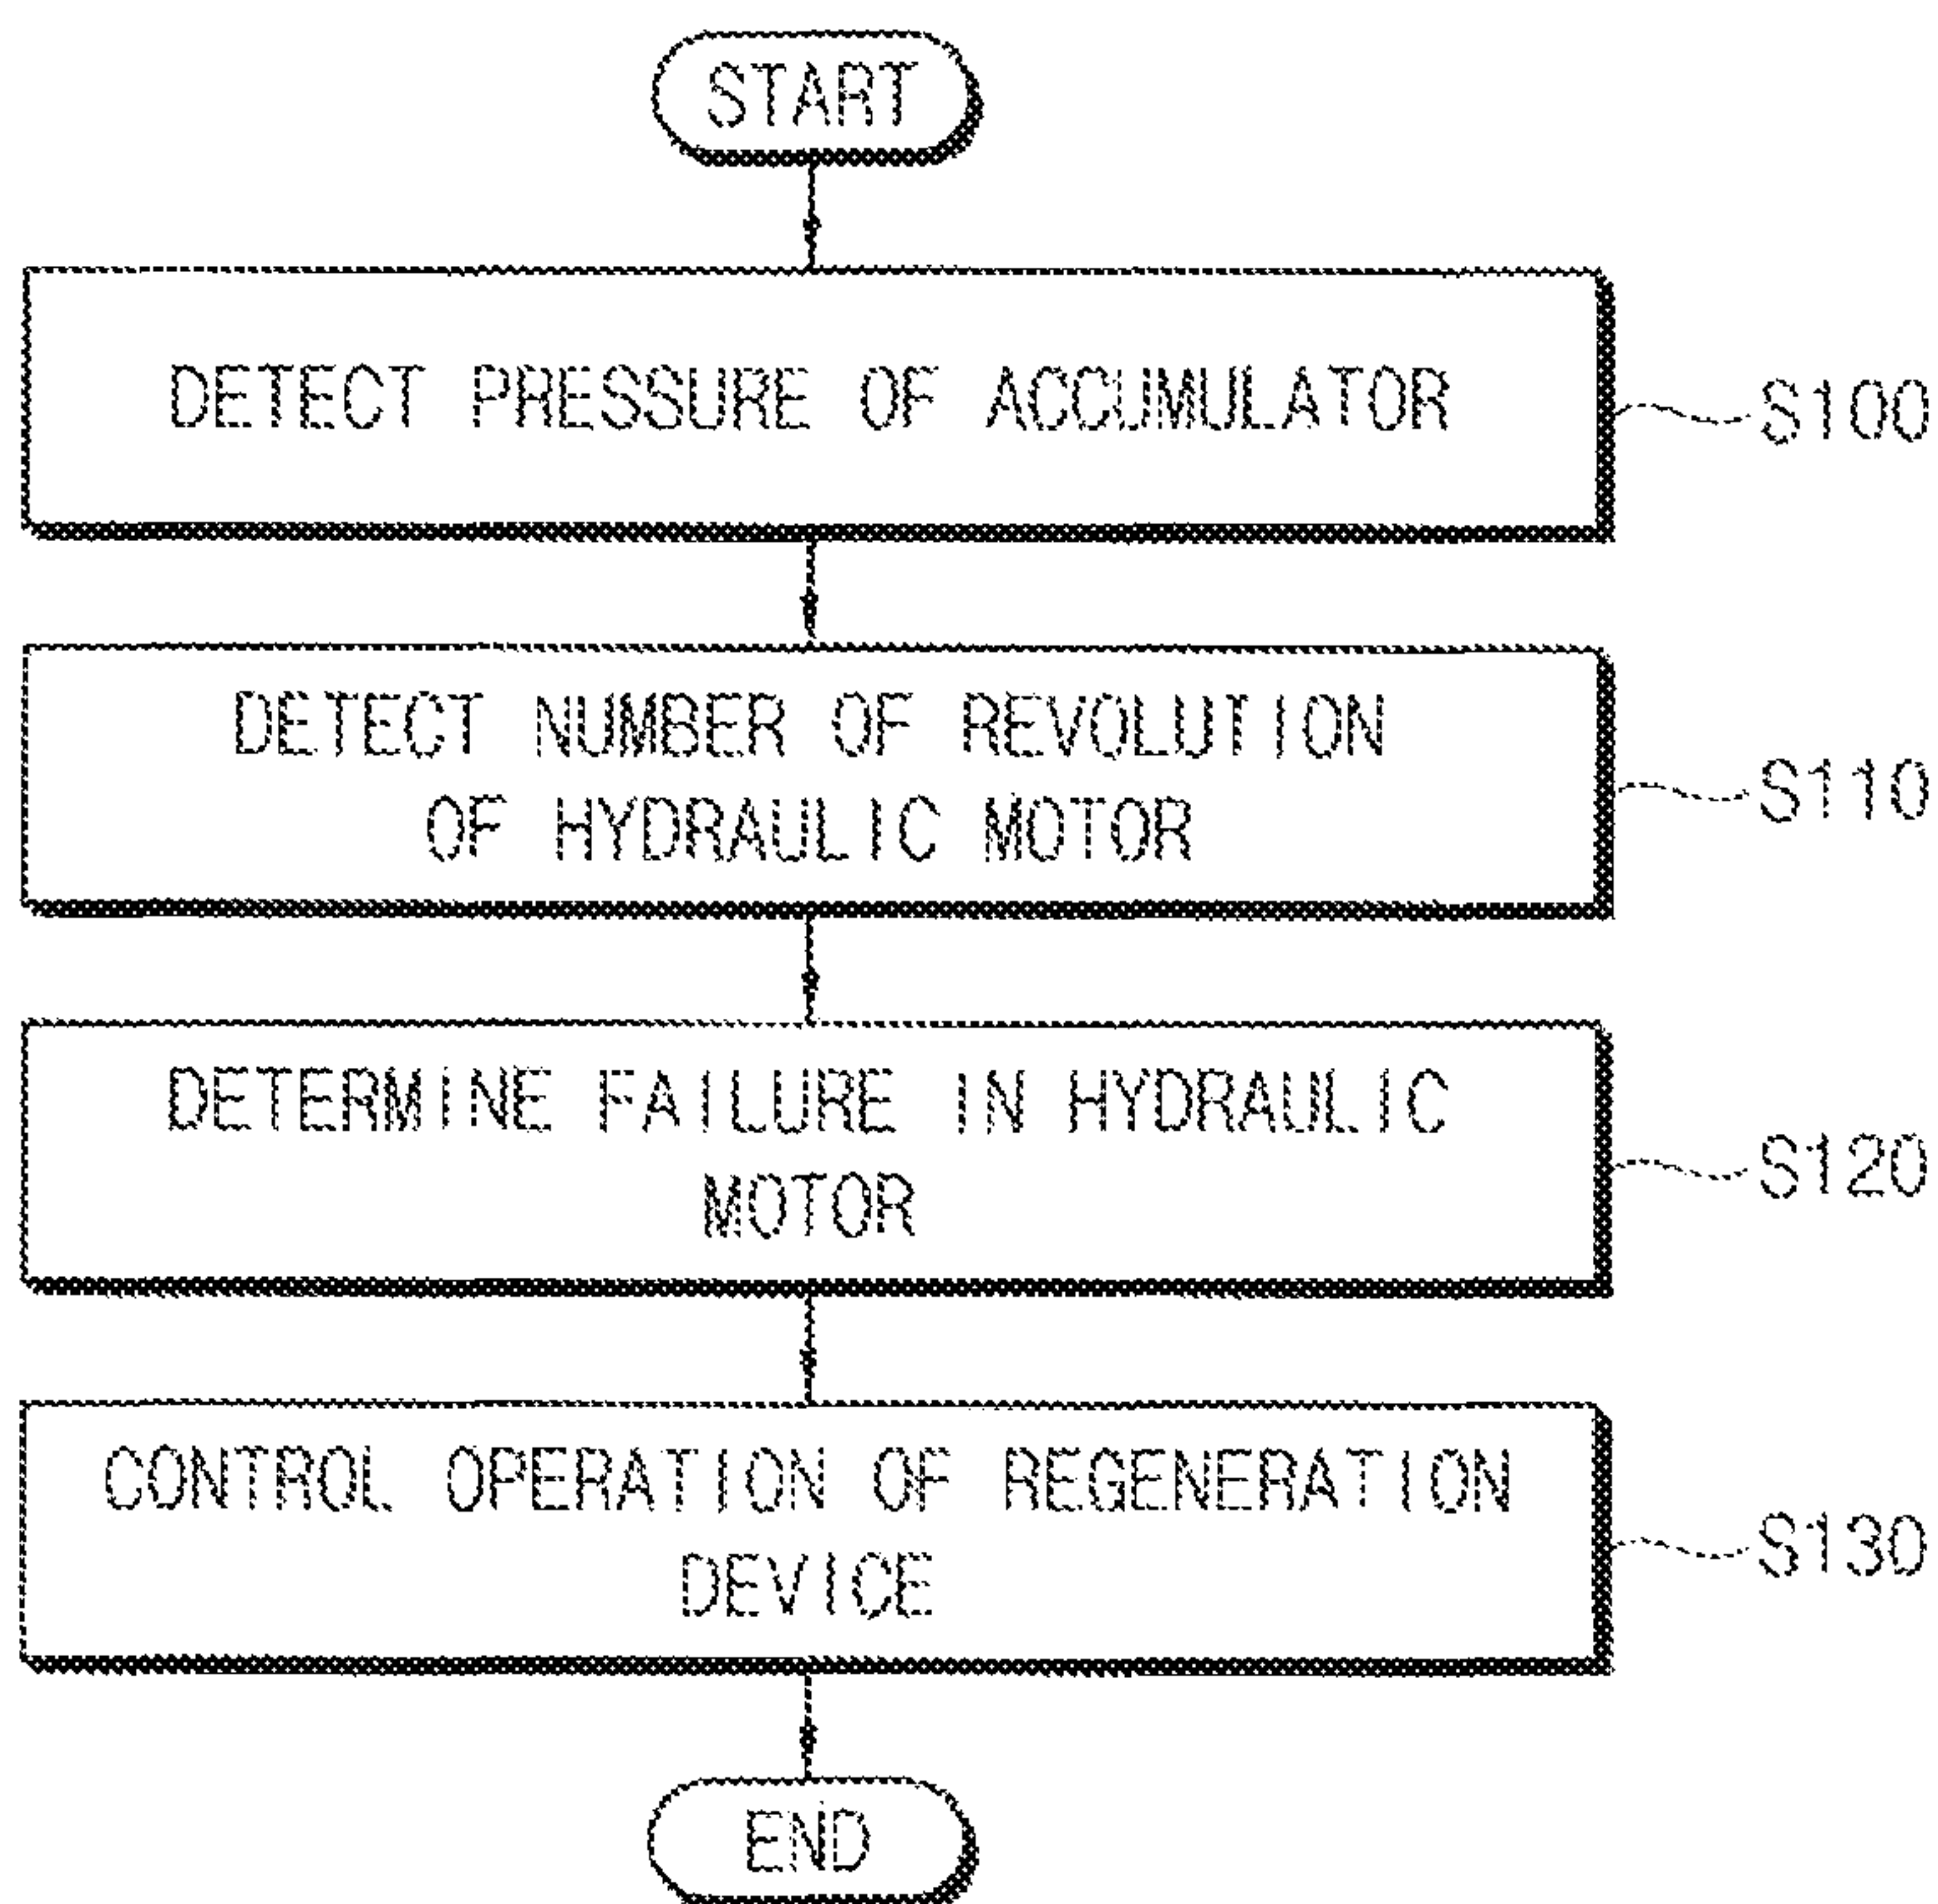 START
DETECT PRESSURE OF ACCUMULATOR
S100
DETECT NUMBER OF REVOLUTION
OF HYDRAULIC MOTOR
S110
DETERMINE FAILURE IN HYDRAULIC
MOTOR
S120
CONTROL OPERATION OF REGENERATION
DEVICE
S130
END